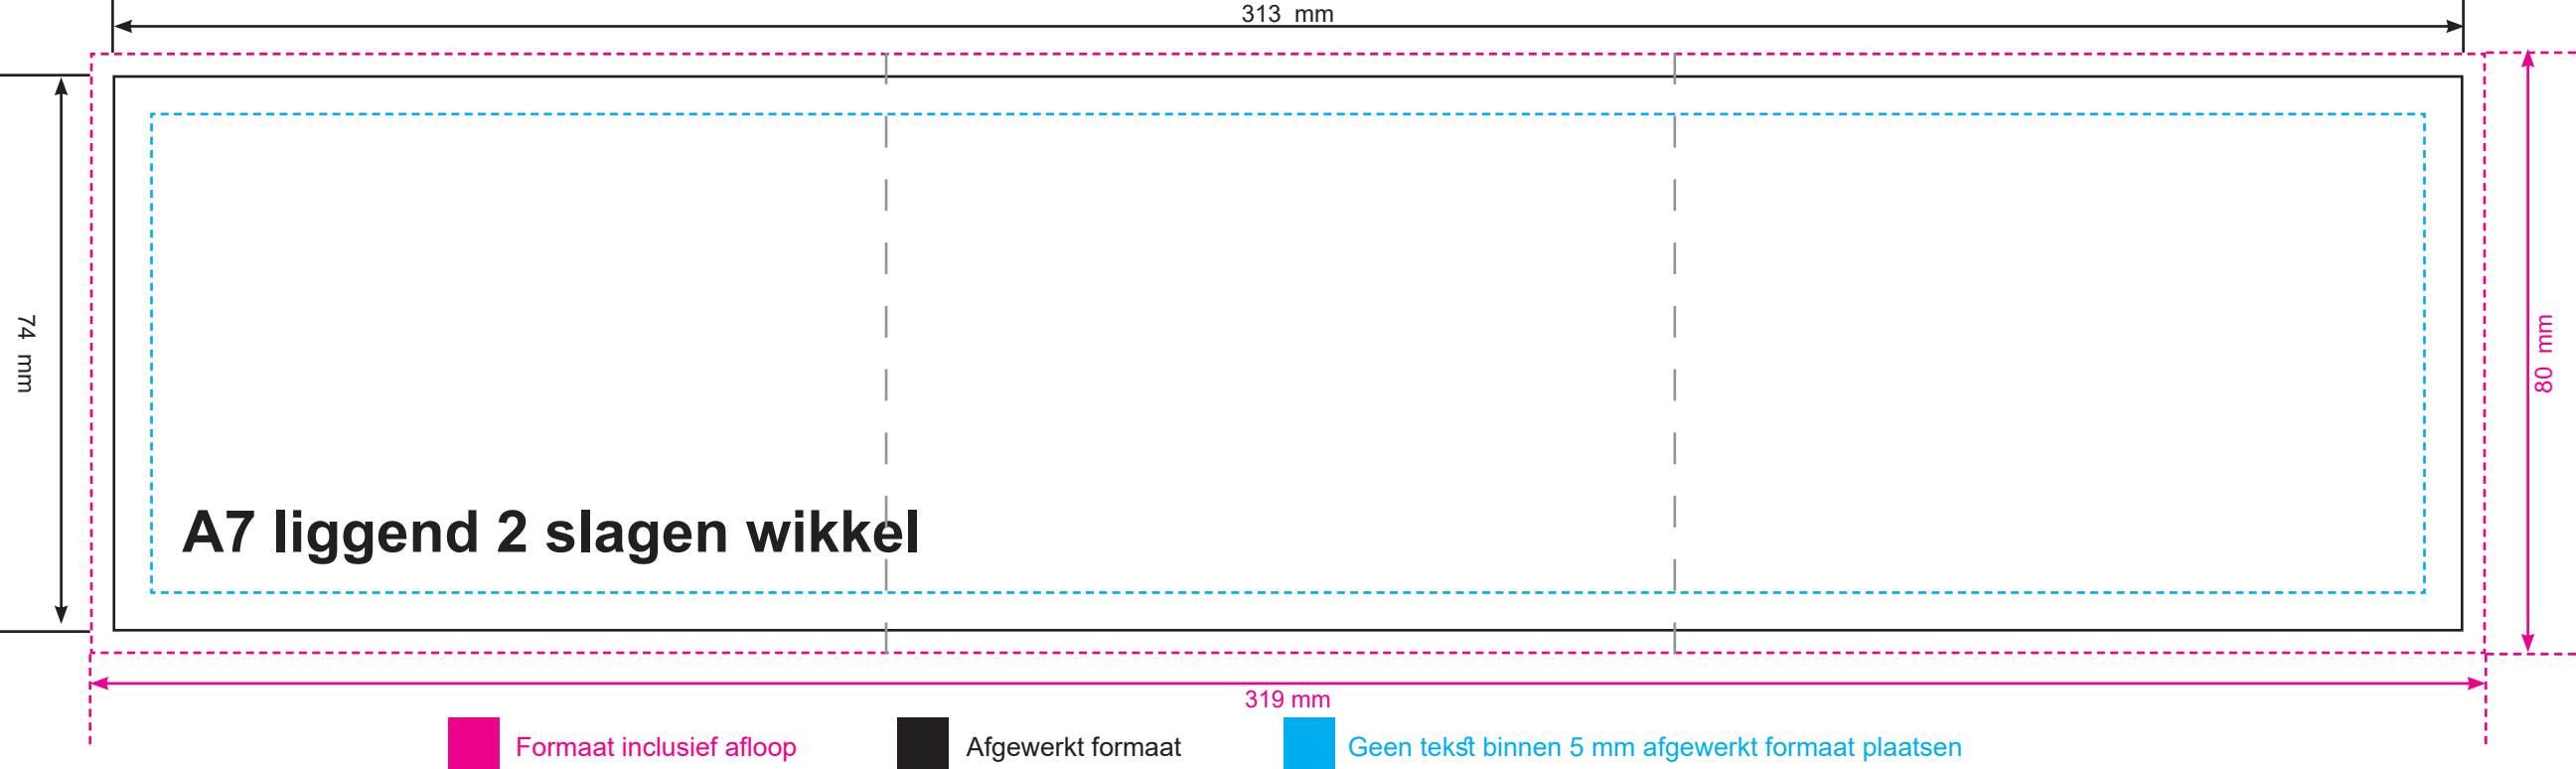 313 mm
74 mm
80 mm
A7 liggend 2 slagen wikkel
319 mm
Formaat inclusief afloop
Afgewerkt formaat
Geen tekst binnen 5 mm afgewerkt formaat plaatsen